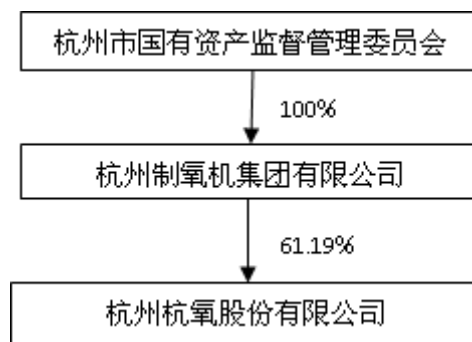 杭州市国有资产监督管理委员会
100%
杭州制氧机集团有限公司
61.19%
杭州杭氧股份有限公司